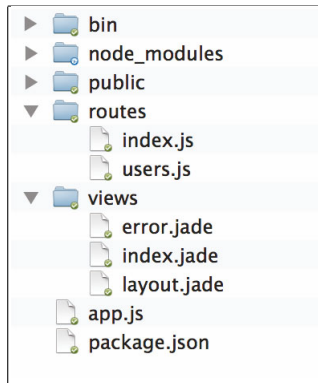 bin
node_modules
public
routes
index.js
users.js
views
error.jade
index.jade
layout.jade
app.js
package.json